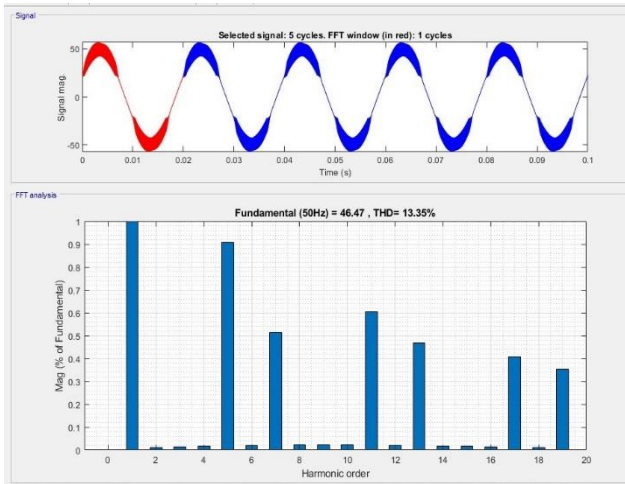 Signal
Selected signal: 5 cycles. FFT window (in red): 1 cycles
50
0
-50
Signal mag.
0 0.01 0.02 0.03 0.04 0.05 0.06 0.07 0.08 0.09 0.1
Time (s)
FFT analysis
Fundamental (50Hz) = 46.47 , THD= 13.35%
1
0.9
0.8
0.7
0.6
0.5
0.4
0.3
0.2
0.1
0
Mag (% of Fundamental)
0 2 4 6 8 10 12 14 16 18 20
Harmonic order